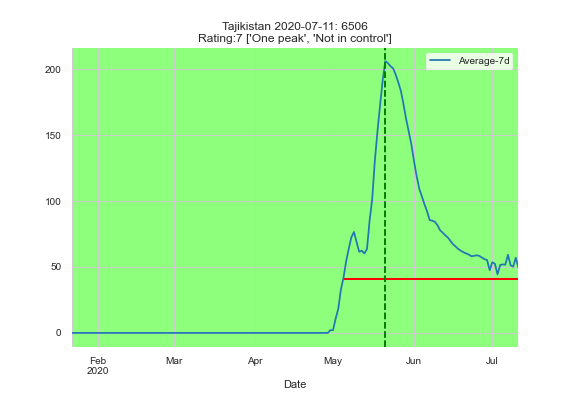 Tajikistan 2020-07-11: 6506
Rating:7 ['One peak', 'Not in control']
Average-7d
200
150
100
50
0
Feb Mar Apr May Jun Jul
2020
Date